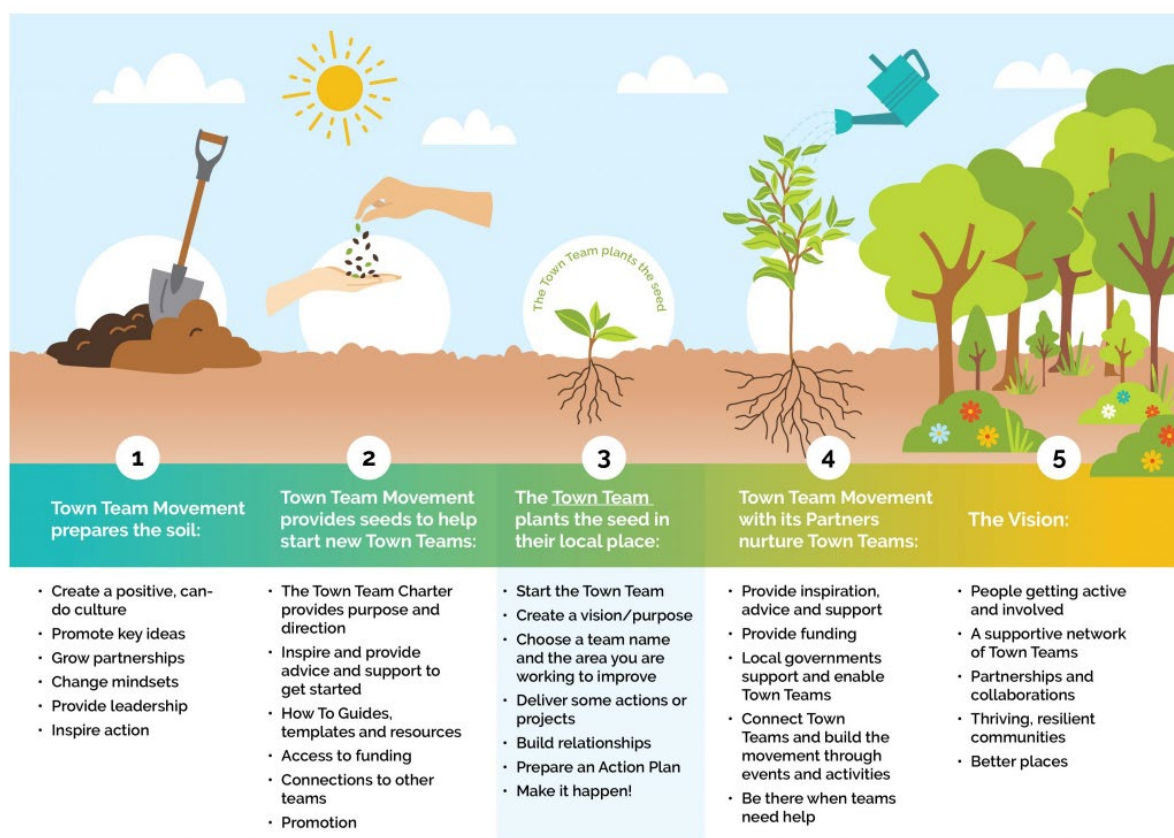 The Town Team plants the seed
1
Town Team Movement
prepares the soil:
• Create a positive, can-
do culture
• Promote key ideas
• Grow partnerships
• Change mindsets
• Provide leadership
• Inspire action
2
Town Team Movement
provides seeds to help
start new Town Teams:
• The Town Team Charter
provides purpose and
direction
• Inspire and provide
advice and support to
get started
• How To Guides,
templates and resources
• Access to funding
• Connections to other
teams
• Promotion
3
The Town Team
plants the seed in
their local place:
• Start the Town Team
• Create a vision/purpose
• Choose a team name
and the area you are
working to improve
• Deliver some actions or
projects
• Build relationships
• Prepare an Action Plan
• Make it happen!
4
Town Team Movement
with its Partners
nurture Town Teams:
• Provide inspiration,
advice and support
• Provide funding
• Local governments
support and enable
Town Teams
• Connect Town
Teams and build the
movement through
events and activities
• Be there when teams
need help
5
The Vision:
• People getting active
and involved
• A supportive network
of Town Teams
• Partnerships and
collaborations
• Thriving, resilient
communities
• Better places